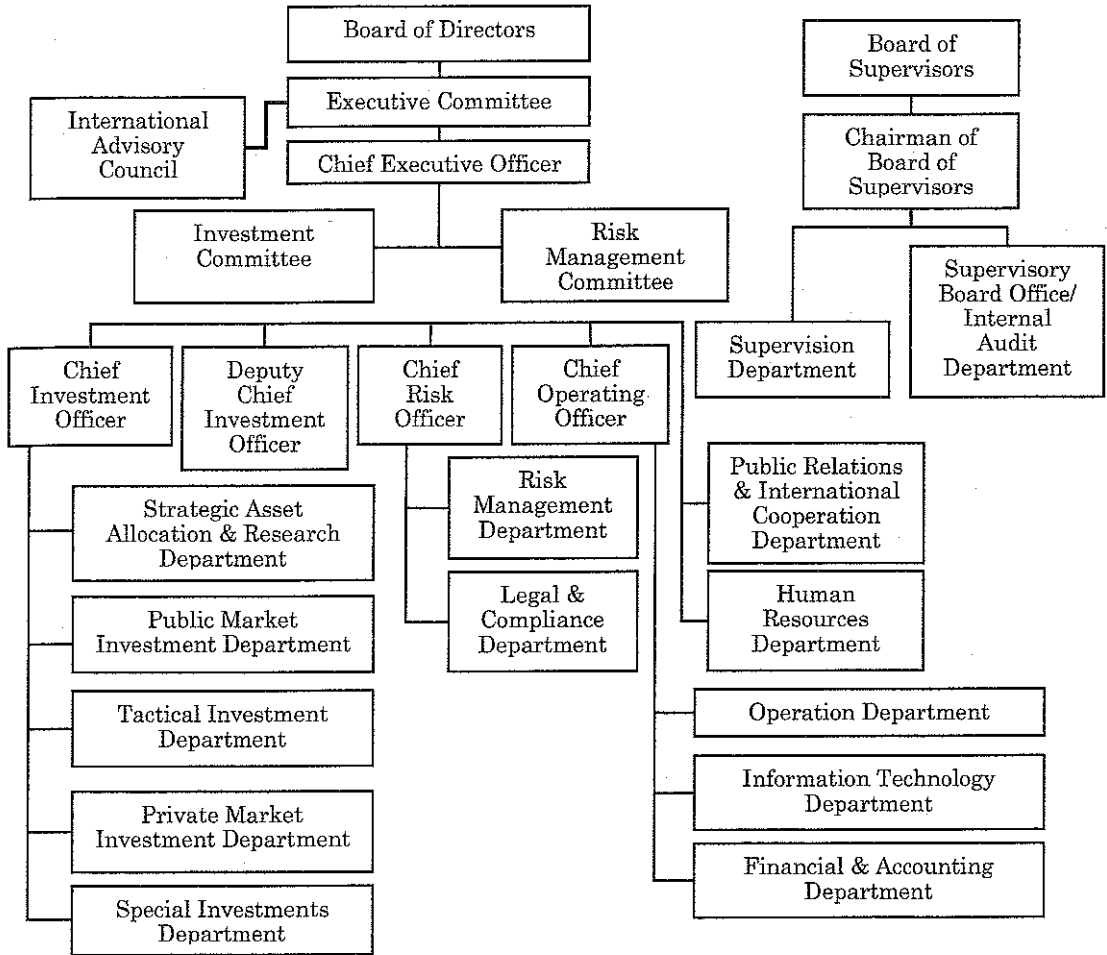 Board of Directors
Executive Committee
International
Advisory
Council
Chief Executive Officer
Investment
Committee
Risk
Management
Committee
Board of
Supervisors
Chairman of
Board of
Supervisors
Supervision
Department
Supervisory
Board Office/
Internal
Audit
Department
Chief
Investment
Officer
Deputy
Chief
Investment
Officer
Chief
Risk
Officer
Chief
Operating
Officer
Strategic Asset
Allocation & Research
Department
Public Market
Investment Department
Tactical Investment
Department
Private Market
Investment Department
Special Investments
Department
Risk
Management
Department
Legal &
Compliance
Department
Public Relations
& International
Cooperation
Department
Human
Resources
Department
Operation Department
Information Technology
Department
Financial & Accounting
Department